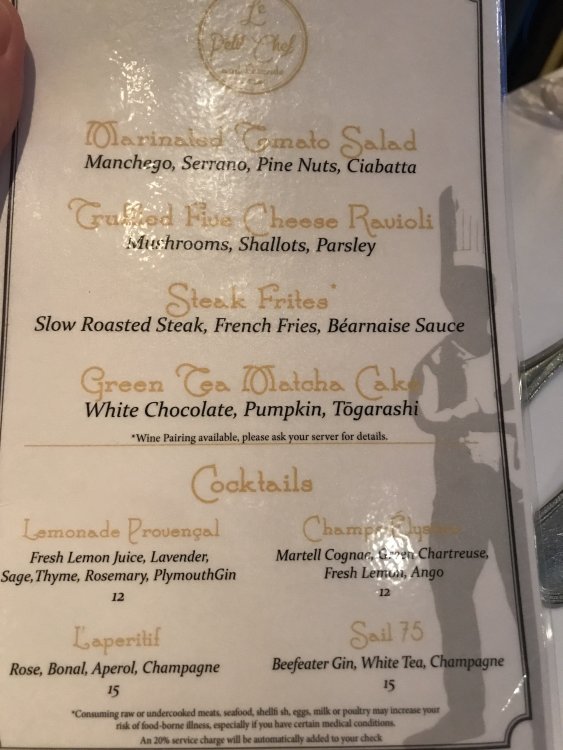 Le
Petit Chef
Marinated Tomato Salad
Manchego, Serrano, Pine Nuts, Ciabatta
Truffled Five Cheese Ravioli
Mushrooms, Shallots, Parsley
Steak Frites*
Slow Roasted Steak, French Fries, Béarnaise Sauce
Green Tea Matcha Cake
White Chocolate, Pumpkin, Tōgarashi
*Wine Pairing available, please ask your server for details.
Cocktails
Lemonade Provençal
Fresh Lemon Juice, Lavender,
Sage,Thyme, Rosemary, PlymouthGin
12
Champs Élysées
Martell Cognac, Green Chartreuse,
Fresh Lemon, Ango
12
L'aperitif
Rose, Bonal, Aperol, Champagne
15
Sail 75
Beefeater Gin, White Tea, Champagne
15
*Consuming raw or undercooked meats, seafood, shellfi sh, eggs, milk or poultry may increase your
risk of food-borne illness, especially if you have certain medical conditions.
An 20% service charge will be automatically added to your check